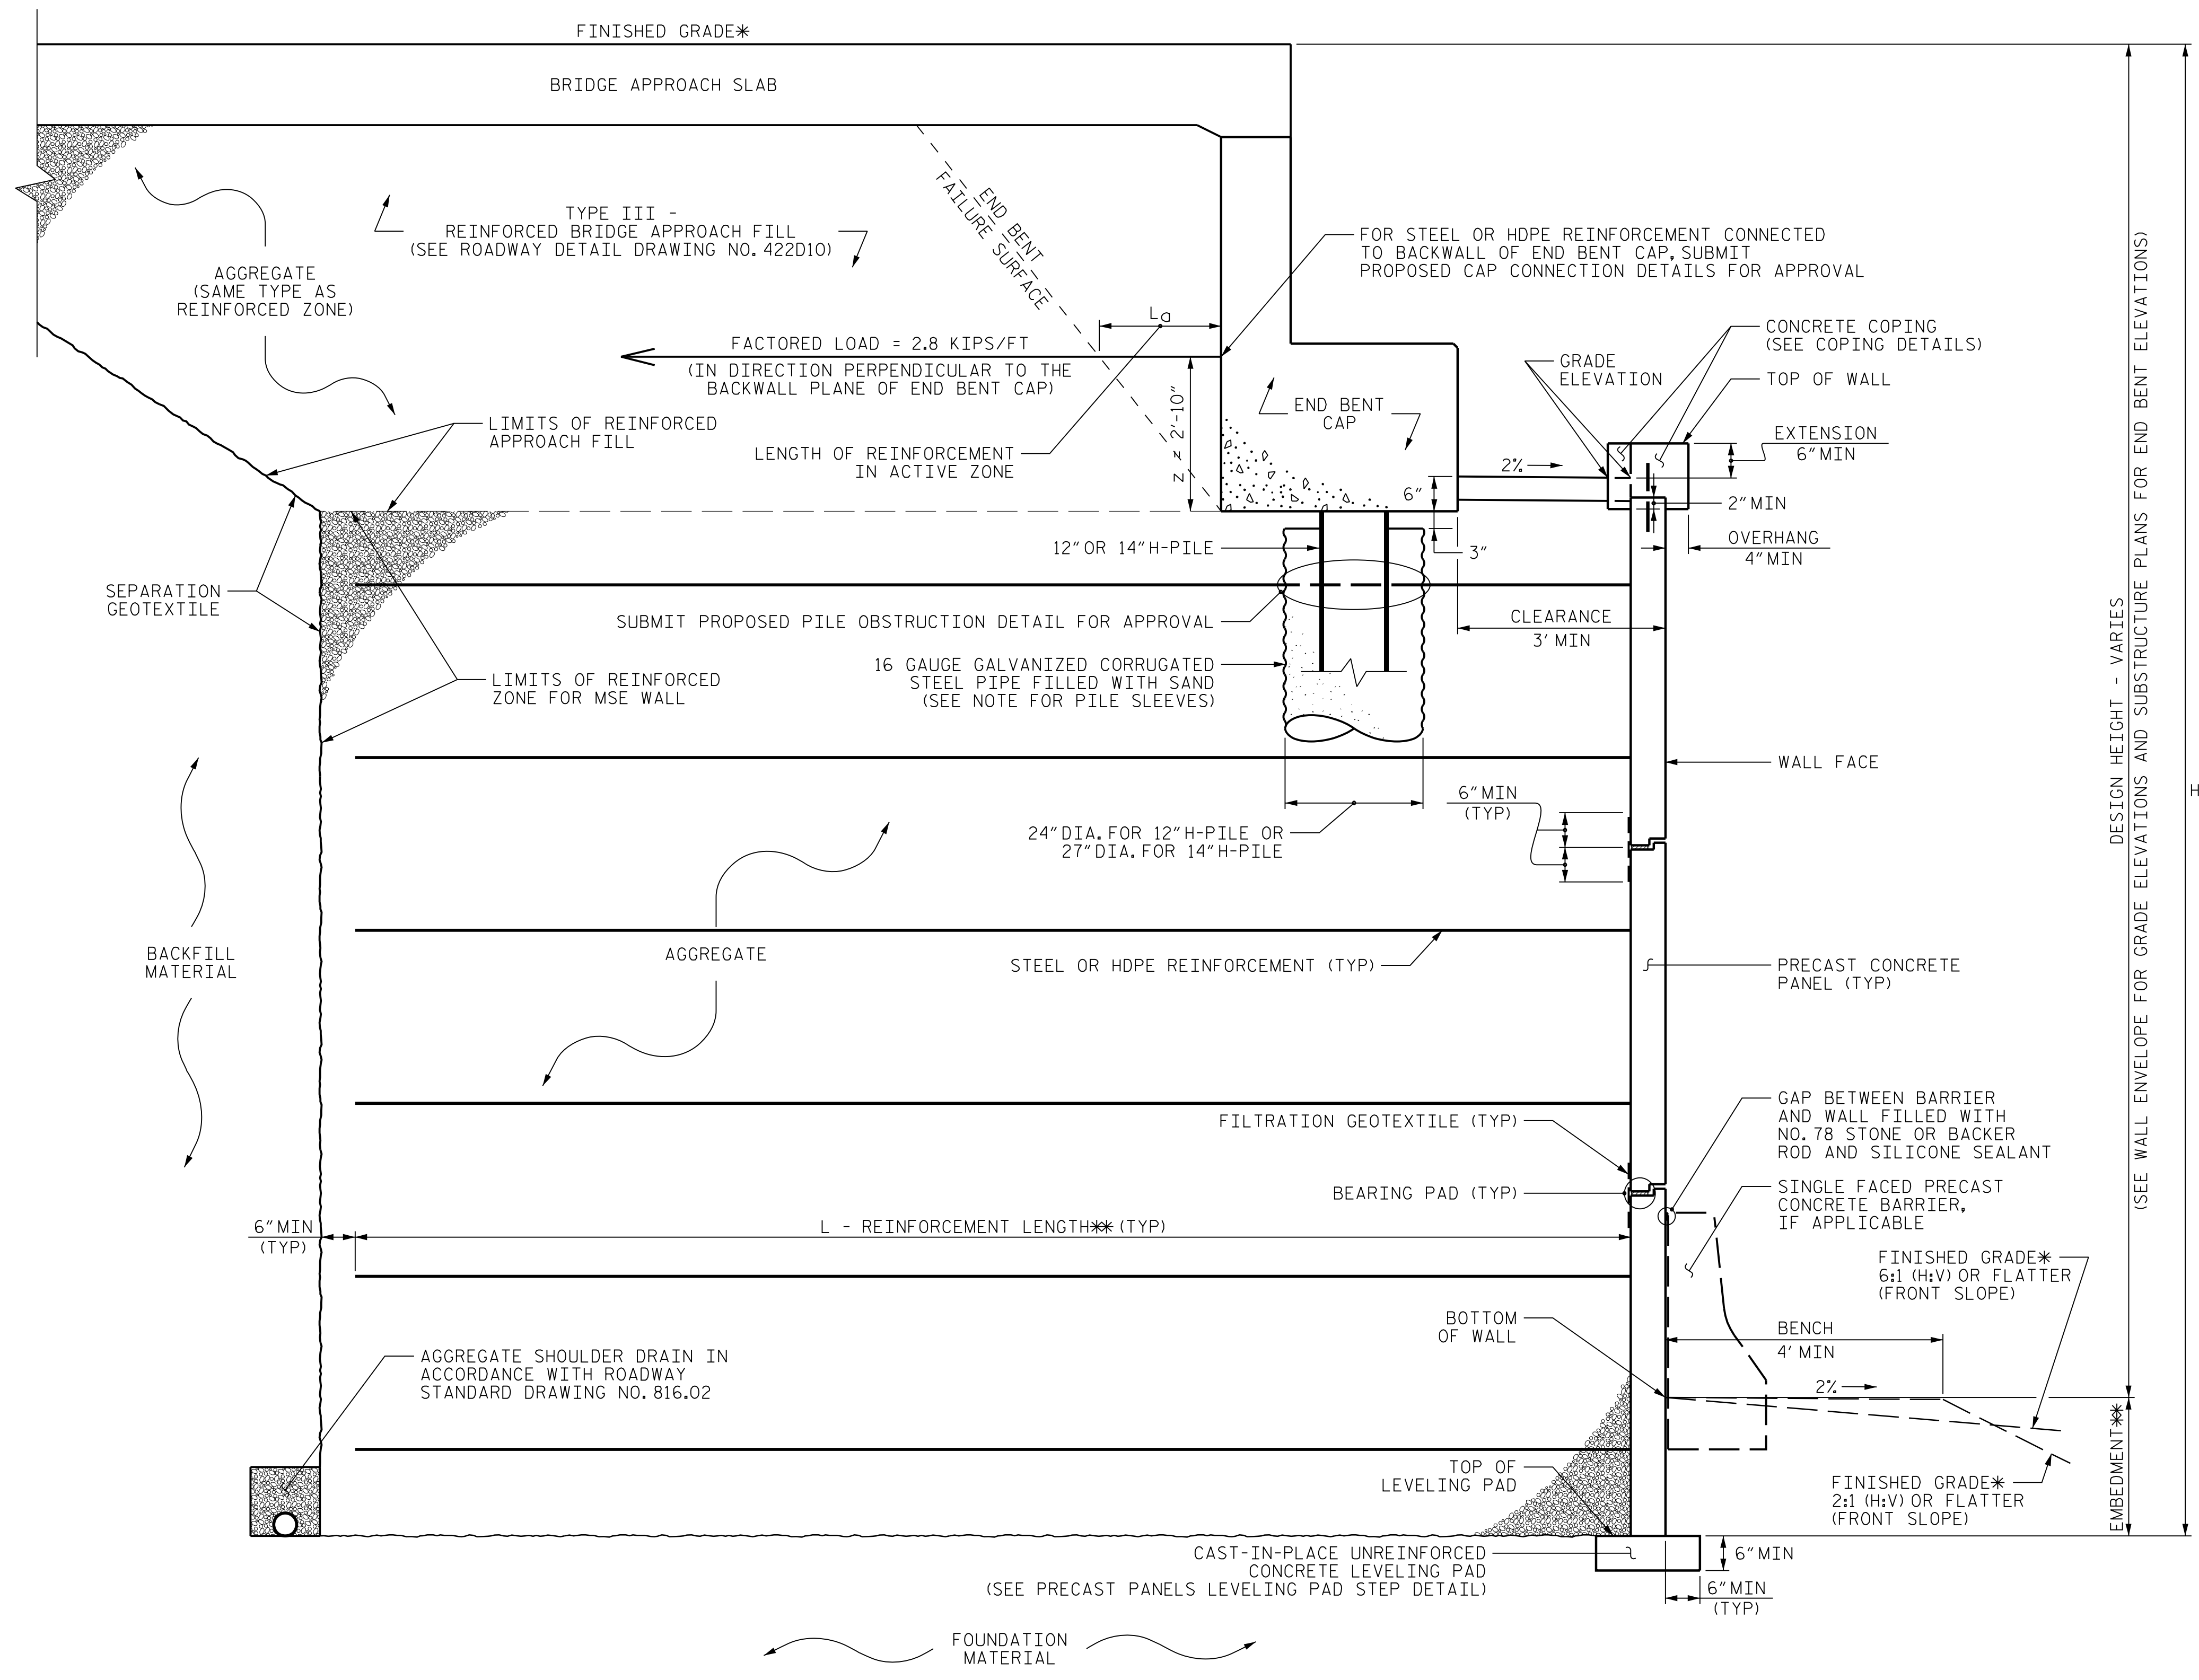 FINISHED GRADE*
BRIDGE APPROACH SLAB
TYPE III -
REINFORCED BRIDGE APPROACH FILL
(SEE ROADWAY DETAIL DRAWING NO. 422D10)
END BENT
FAILURE SURFACE
AGGREGATE
(SAME TYPE AS
REINFORCED ZONE)
FOR STEEL OR HDPE REINFORCEMENT CONNECTED
TO BACKWALL OF END BENT CAP, SUBMIT
PROPOSED CAP CONNECTION DETAILS FOR APPROVAL
La
FACTORED LOAD = 2.8 KIPS/FT
(IN DIRECTION PERPENDICULAR TO THE
BACKWALL PLANE OF END BENT CAP)
CONCRETE COPING
(SEE COPING DETAILS)
GRADE
ELEVATION
TOP OF WALL
LIMITS OF REINFORCED
APPROACH FILL
LENGTH OF REINFORCEMENT
IN ACTIVE ZONE
z ≠ 2'-10"
END BENT
CAP
2%
EXTENSION
6" MIN
6"
2" MIN
OVERHANG
4" MIN
12" OR 14" H-PILE
3"
SEPARATION
GEOTEXTILE
SUBMIT PROPOSED PILE OBSTRUCTION DETAIL FOR APPROVAL
CLEARANCE
3' MIN
16 GAUGE GALVANIZED CORRUGATED
STEEL PIPE FILLED WITH SAND
(SEE NOTE FOR PILE SLEEVES)
LIMITS OF REINFORCED
ZONE FOR MSE WALL
WALL FACE
6" MIN
(TYP)
24" DIA. FOR 12" H-PILE OR
27" DIA. FOR 14" H-PILE
DESIGN HEIGHT - VARIES
(SEE WALL ENVELOPE FOR GRADE ELEVATIONS AND SUBSTRUCTURE PLANS FOR END BENT ELEVATIONS)
H
BACKFILL
MATERIAL
AGGREGATE
STEEL OR HDPE REINFORCEMENT (TYP)
PRECAST CONCRETE
PANEL (TYP)
FILTRATION GEOTEXTILE (TYP)
GAP BETWEEN BARRIER
AND WALL FILLED WITH
NO. 78 STONE OR BACKER
ROD AND SILICONE SEALANT
BEARING PAD (TYP)
SINGLE FACED PRECAST
CONCRETE BARRIER,
IF APPLICABLE
6" MIN
(TYP)
L - REINFORCEMENT LENGTH** (TYP)
FINISHED GRADE*
6:1 (H:V) OR FLATTER
(FRONT SLOPE)
BOTTOM
OF WALL
BENCH
4' MIN
2%
AGGREGATE SHOULDER DRAIN IN
ACCORDANCE WITH ROADWAY
STANDARD DRAWING NO. 816.02
TOP OF
LEVELING PAD
FINISHED GRADE*
2:1 (H:V) OR FLATTER
(FRONT SLOPE)
EMBEDMENT**
CAST-IN-PLACE UNREINFORCED
CONCRETE LEVELING PAD
(SEE PRECAST PANELS LEVELING PAD STEP DETAIL)
6" MIN
6" MIN
(TYP)
FOUNDATION
MATERIAL